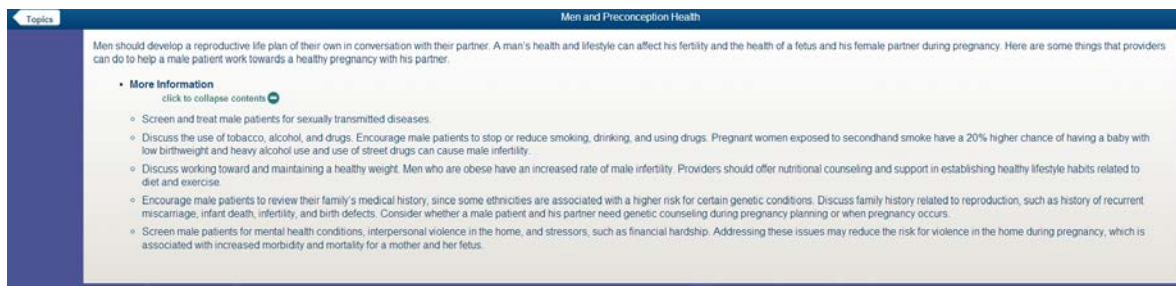 Topics
Men and Preconception Health
Men should develop a reproductive life plan of their own in conversation with their partner. A man's health and lifestyle can affect his fertility and the health of a fetus and his female partner during pregnancy. Here are some things that providers
can do to help a male patient work towards a healthy pregnancy with his partner.
• More Information
click to collapse contents
◦ Screen and treat male patients for sexually transmitted diseases.
◦ Discuss the use of tobacco, alcohol, and drugs. Encourage male patients to stop or reduce smoking, drinking, and using drugs. Pregnant women exposed to secondhand smoke have a 20% higher chance of having a baby with
low birthweight and heavy alcohol use and use of street drugs can cause male infertility.
◦ Discuss working toward and maintaining a healthy weight. Men who are obese have an increased rate of male infertility. Providers should offer nutritional counseling and support in establishing healthy lifestyle habits related to
diet and exercise.
◦ Encourage male patients to review their family's medical history, since some ethnicities are associated with a higher risk for certain genetic conditions. Discuss family history related to reproduction, such as history of recurrent
miscarriage, infant death, infertility, and birth defects. Consider whether a male patient and his partner need genetic counseling during pregnancy planning or when pregnancy occurs.
◦ Screen male patients for mental health conditions, interpersonal violence in the home, and stressors, such as financial hardship. Addressing these issues may reduce the risk for violence in the home during pregnancy, which is
associated with increased morbidity and mortality for a mother and her fetus.